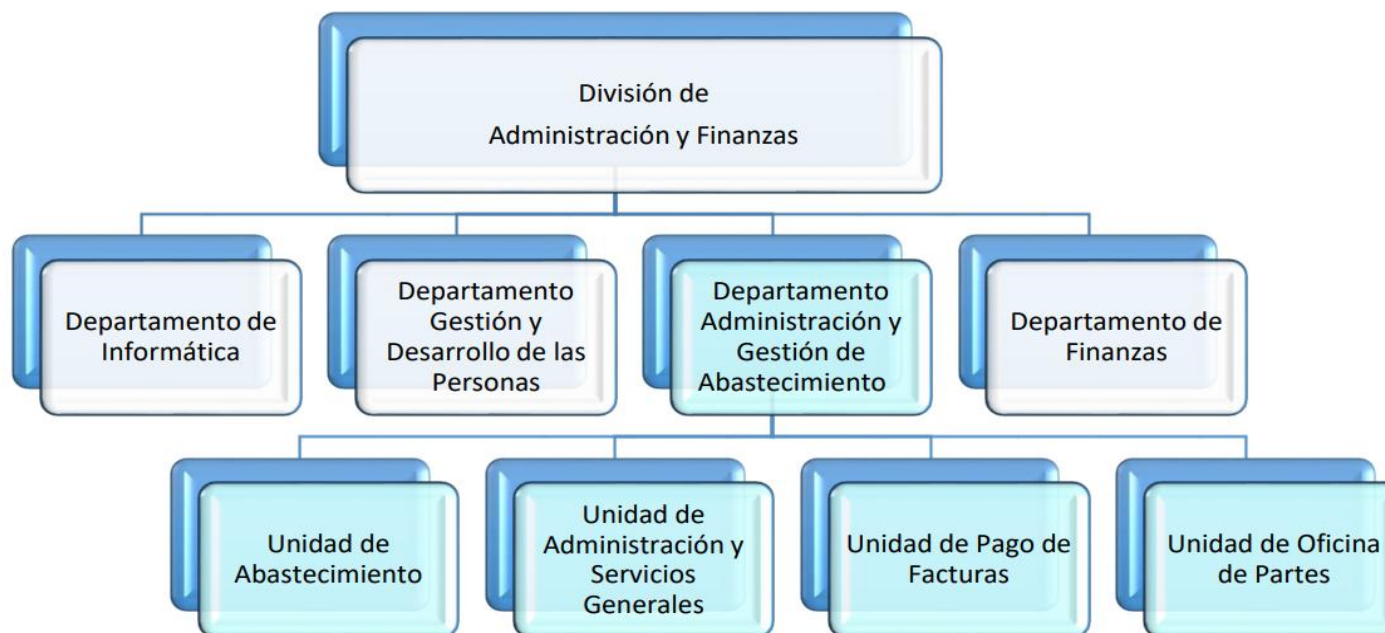 División de
Administración y Finanzas
Departamento de
Informática
Departamento
Gestión y
Desarrollo de las
Personas
Departamento
Administración y
Gestión de
Abastecimiento
Departamento de
Finanzas
Unidad de
Abastecimiento
Unidad de
Administración y
Servicios
Generales
Unidad de Pago de
Facturas
Unidad de Oficina
de Partes